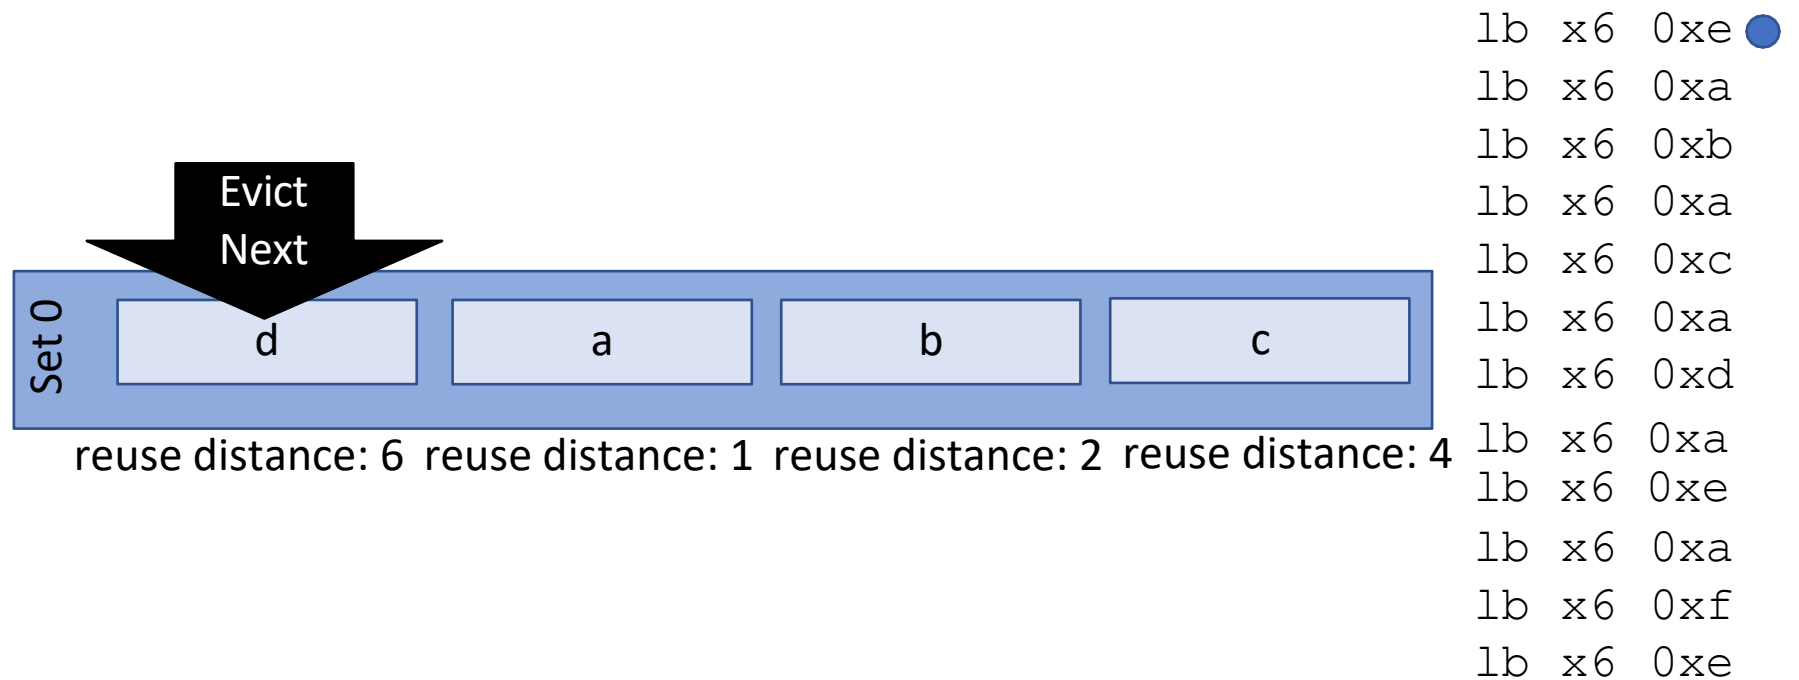 Evict
Next
Set 0
d
a
b
c
reuse distance: 6
reuse distance: 1
reuse distance: 2
reuse distance: 4
lb x6 0xe
lb x6 0xa
lb x6 0xb
lb x6 0xa
lb x6 0xc
lb x6 0xa
lb x6 0xd
lb x6 0xa
lb x6 0xe
lb x6 0xa
lb x6 0xf
lb x6 0xe